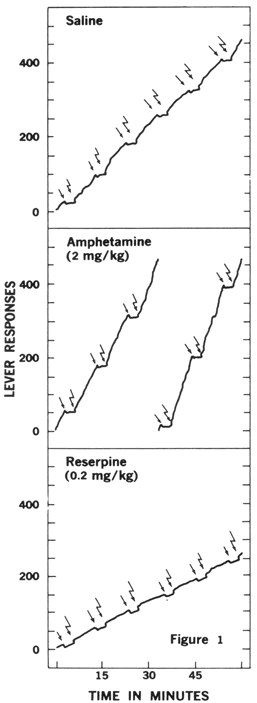 Saline
400
200
0
Amphetamine
(2 mg/kg)
400
200
0
LEVER RESPONSES
Reserpine
(0.2 mg/kg)
400
200
0
Figure 1
15 30 45
TIME IN MINUTES